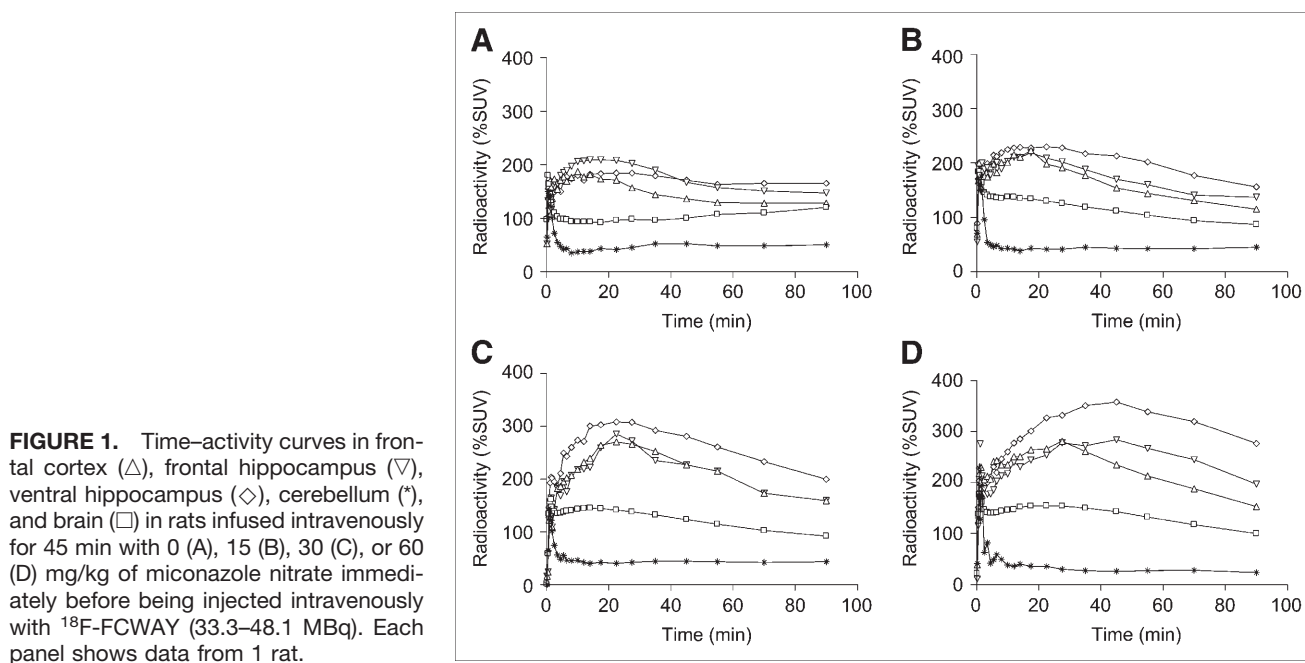 FIGURE 1. Time–activity curves in fron-
tal cortex (△), frontal hippocampus (▽),
ventral hippocampus (◇), cerebellum (*),
and brain (□) in rats infused intravenously
for 45 min with 0 (A), 15 (B), 30 (C), or 60
(D) mg/kg of miconazole nitrate immedi-
ately before being injected intravenously
with ¹⁸F-FCWAY (33.3–48.1 MBq). Each
panel shows data from 1 rat.
A
Radioactivity (%SUV)
400
300
200
100
0
0 20 40 60 80 100
Time (min)
B
Radioactivity (%SUV)
400
300
200
100
0
0 20 40 60 80 100
Time (min)
C
Radioactivity (%SUV)
400
300
200
100
0
0 20 40 60 80 100
Time (min)
D
Radioactivity (%SUV)
400
300
200
100
0
0 20 40 60 80 100
Time (min)